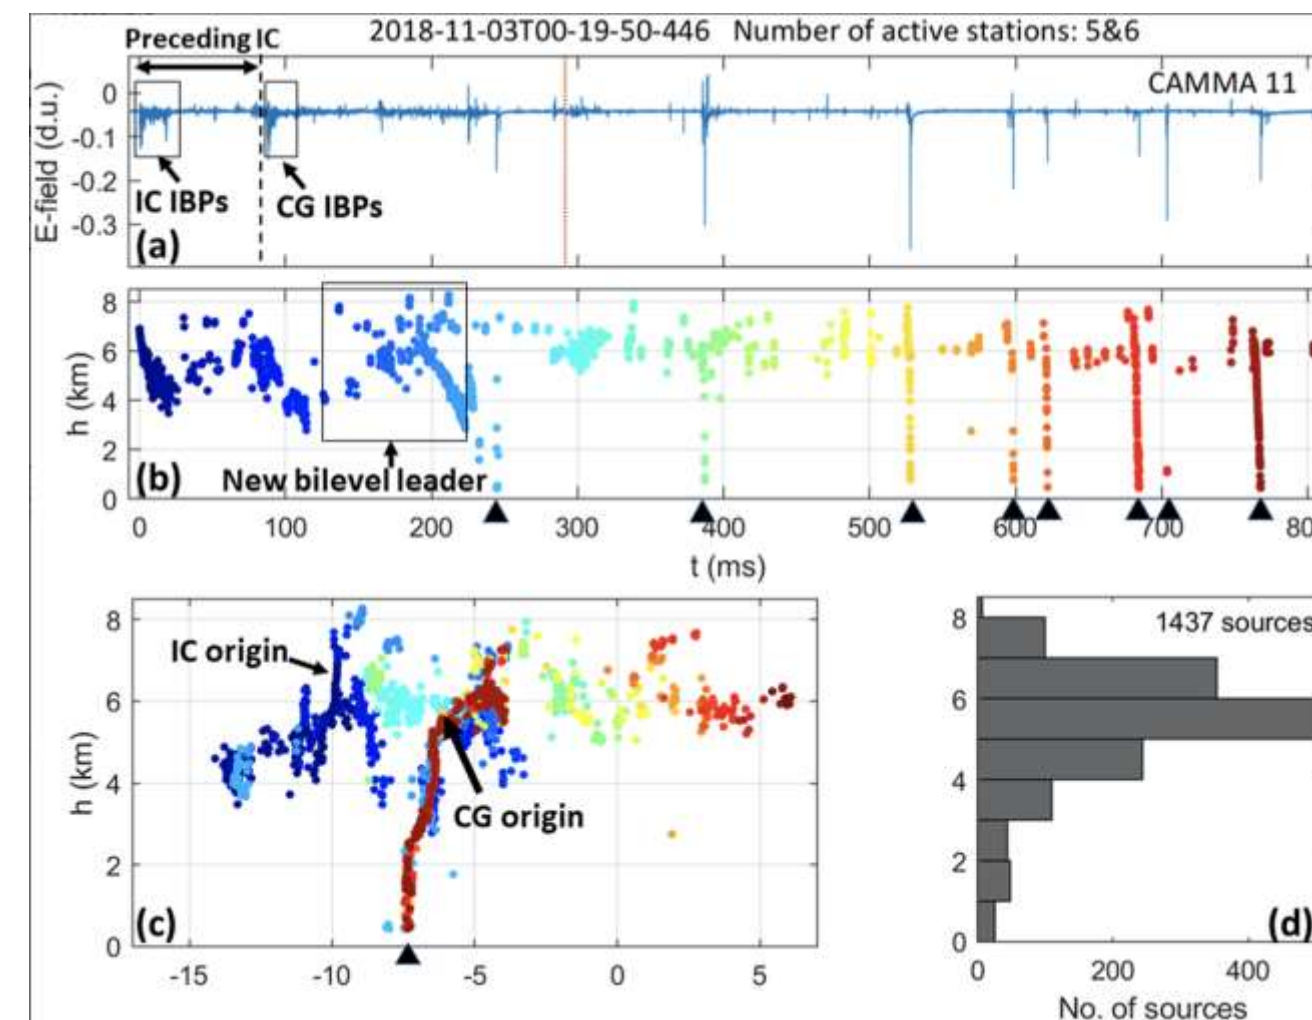 2018-11-03T00-19-50-446 Number of active stations: 5&6
Preceding IC
CAMMA 11
E-field (d.u.)
0
-0.1
-0.2
-0.3
IC IBPs
CG IBPs
(a)
h (km)
8
6
4
2
0
New bilevel leader
(b)
0 100 200 300 400 500 600 700 80
t (ms)
h (km)
8
6
4
2
0
IC origin
CG origin
(c)
-15 -10 -5 0 5
8
6
4
2
0
1437 sources
(d)
0 200 400
No. of sources